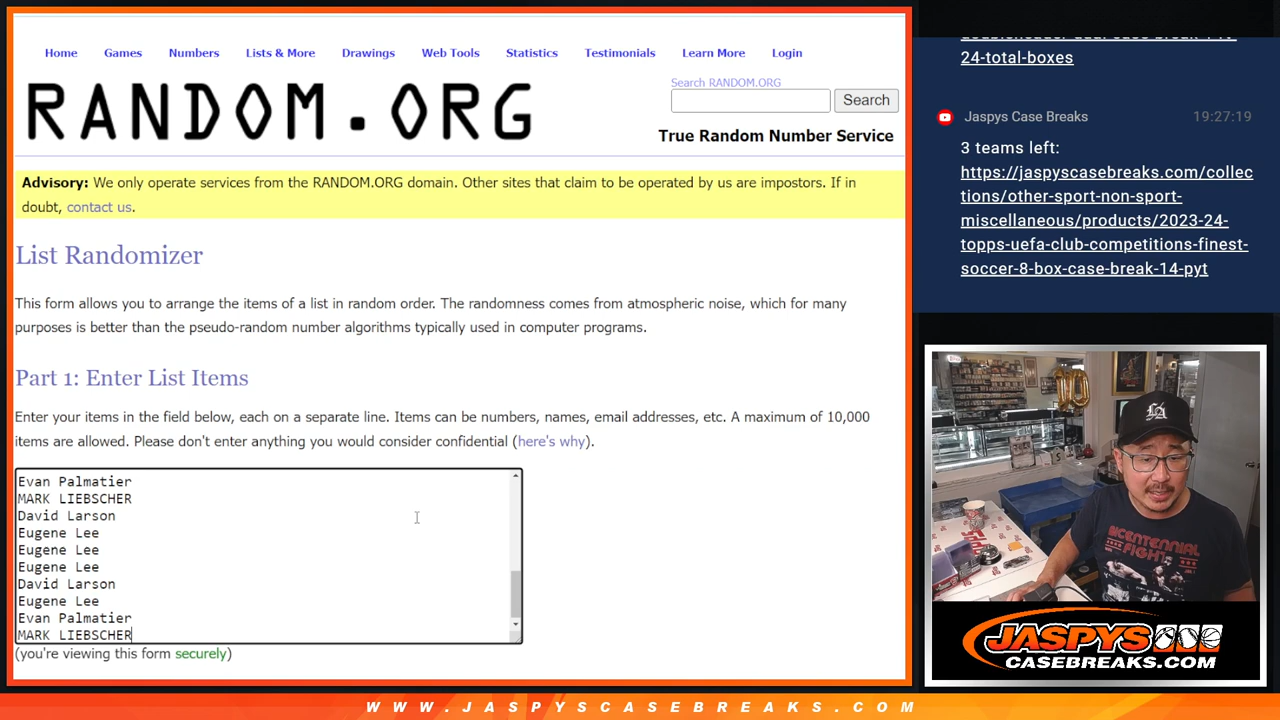 Home Games Numbers Lists & More Drawings Web Tools Statistics Testimonials Learn More Login
RANDOM.ORG
Search RANDOM.ORG
Search
True Random Number Service
Advisory: We only operate services from the RANDOM.ORG domain. Other sites that claim to be operated by us are impostors. If in
doubt, contact us.
List Randomizer
This form allows you to arrange the items of a list in random order. The randomness comes from atmospheric noise, which for many
purposes is better than the pseudo-random number algorithms typically used in computer programs.
Part 1: Enter List Items
Enter your items in the field below, each on a separate line. Items can be numbers, names, email addresses, etc. A maximum of 10,000
items are allowed. Please don't enter anything you would consider confidential (here's why).
Evan Palmatier
MARK LIEBSCHER
David Larson
Eugene Lee
Eugene Lee
Eugene Lee
David Larson
Eugene Lee
Evan Palmatier
MARK LIEBSCHER
(you're viewing this form securely)
24-total-boxes
Jaspys Case Breaks 19:27:19
3 teams left:
https://jaspyscasebreaks.com/collec
tions/other-sport-non-sport-
miscellaneous/products/2023-24-
topps-uefa-club-competitions-finest-
soccer-8-box-case-break-14-pyt
10
LA
BICENTENNIAL
FIGHT
JASPYS
CASEBREAKS.COM
WWW.JASPYSCASEBREAKS.COM